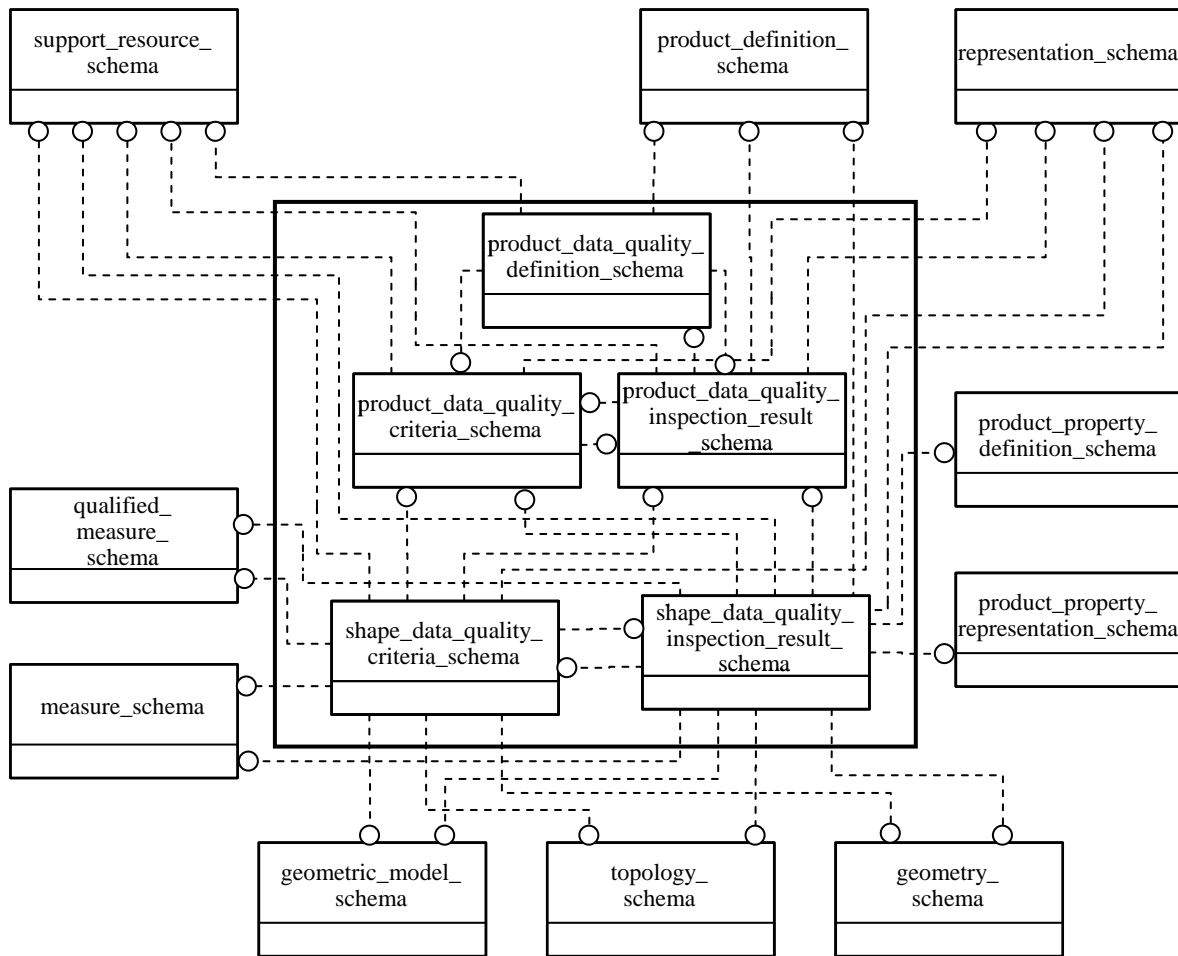 support_resource_
schema
product_definition_
schema
representation_schema
product_data_quality_
definition_schema
product_data_quality_
criteria_schema
product_data_quality_
inspection_result
_schema
product_property_
definition_schema
qualified_
measure_
schema
shape_data_quality_
criteria_schema
shape_data_quality_
inspection_result_
schema
product_property_
representation_schema
measure_schema
geometric_model_
schema
topology_
schema
geometry_
schema